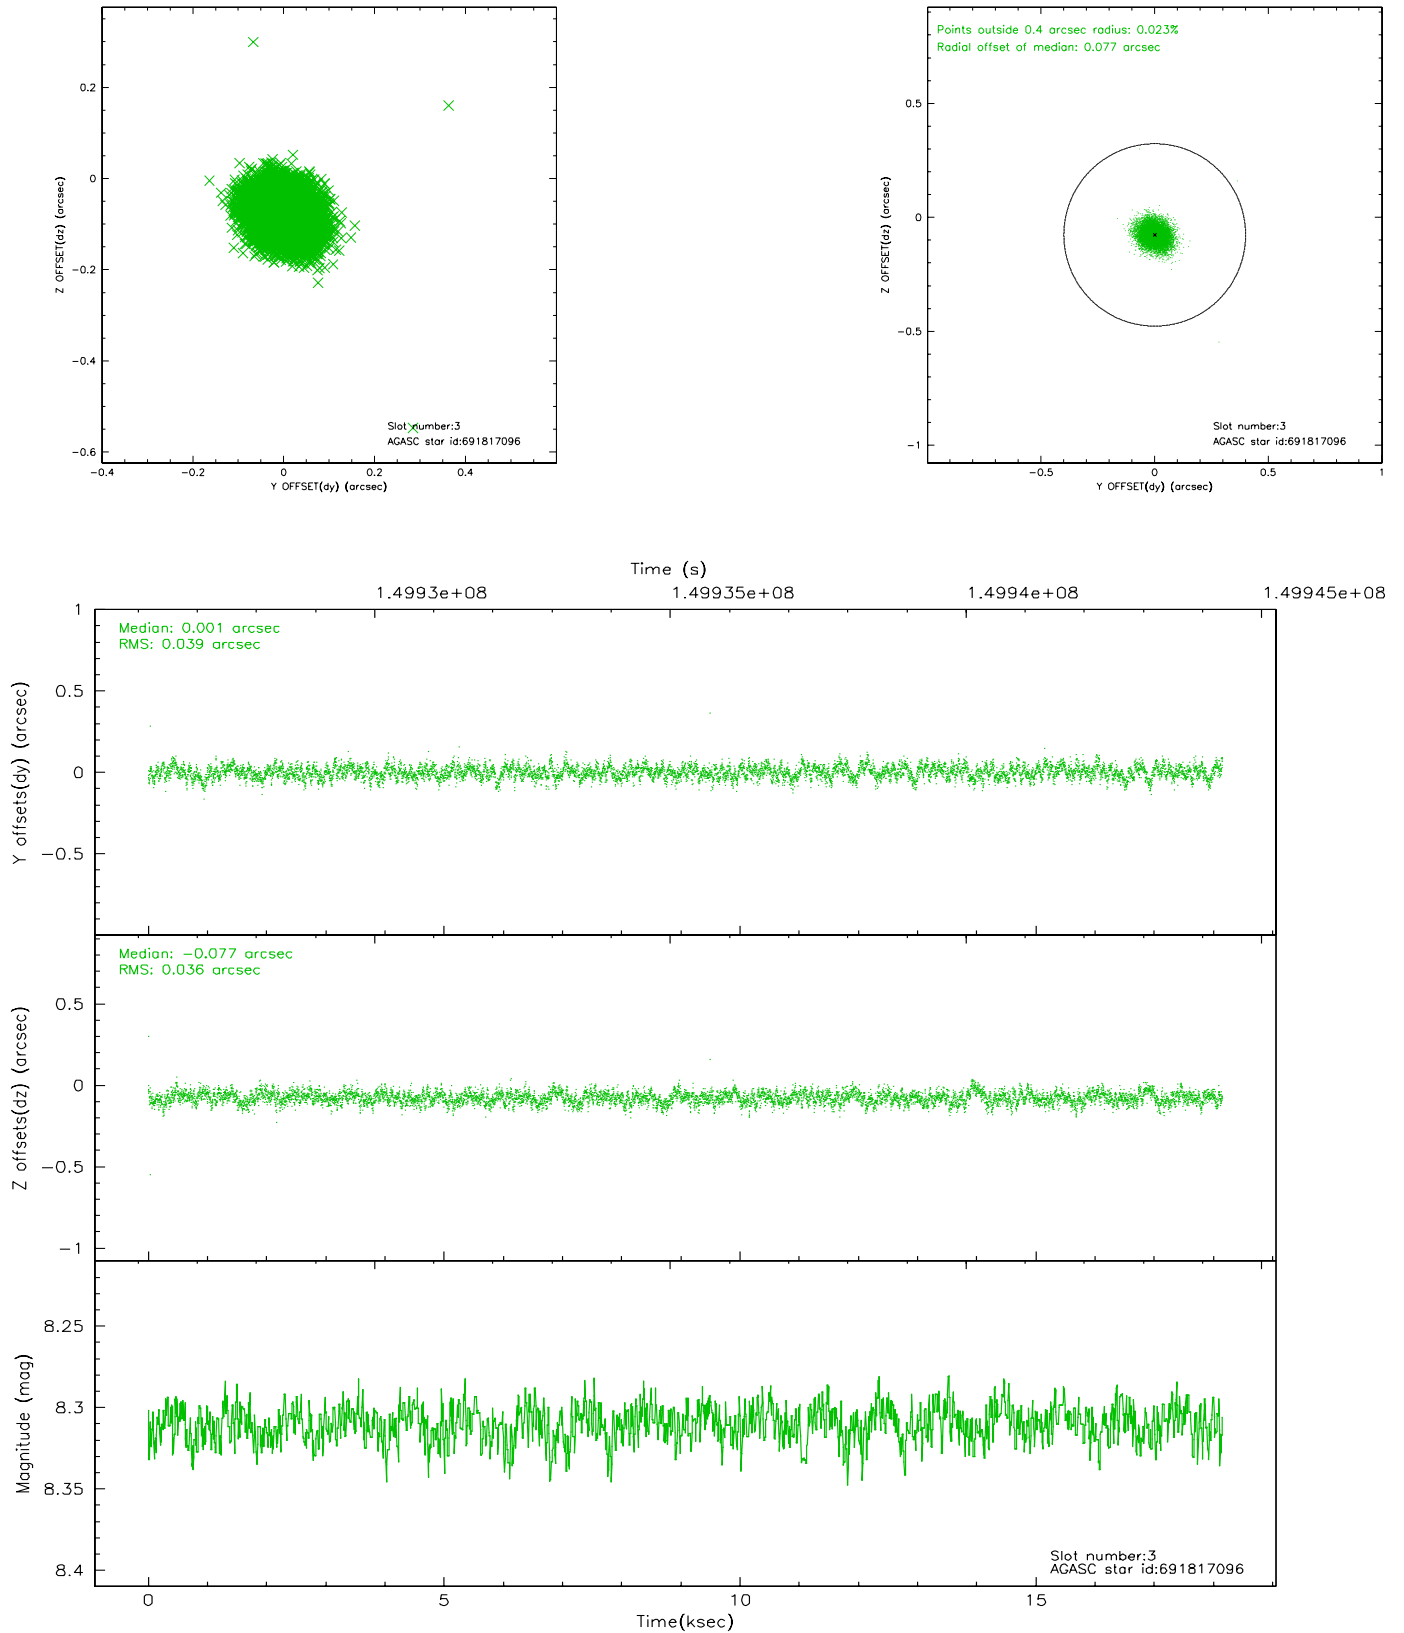 0.2
0
−0.2
−0.4
−0.6
Z OFFSET(dz) (arcsec)
Slot number:3
AGASC star id:691817096
−0.4
−0.2
0
0.2
0.4
Y OFFSET(dy) (arcsec)
Points outside 0.4 arcsec radius: 0.023%
Radial offset of median: 0.077 arcsec
0.5
0
−0.5
−1
Z OFFSET(dz) (arcsec)
Slot number:3
AGASC star id:691817096
−0.5
0
0.5
1
Y OFFSET(dy) (arcsec)
Time (s)
1.4993e+08
1.49935e+08
1.4994e+08
1.49945e+08
Median: 0.001 arcsec
RMS: 0.039 arcsec
1
0.5
0
−0.5
Y offsets(dy) (arcsec)
Median: −0.077 arcsec
RMS: 0.036 arcsec
0.5
0
−0.5
−1
Z offsets(dz) (arcsec)
8.25
8.3
8.35
8.4
Magnitude (mag)
Slot number:3
AGASC star id:691817096
0
5
10
15
Time(ksec)